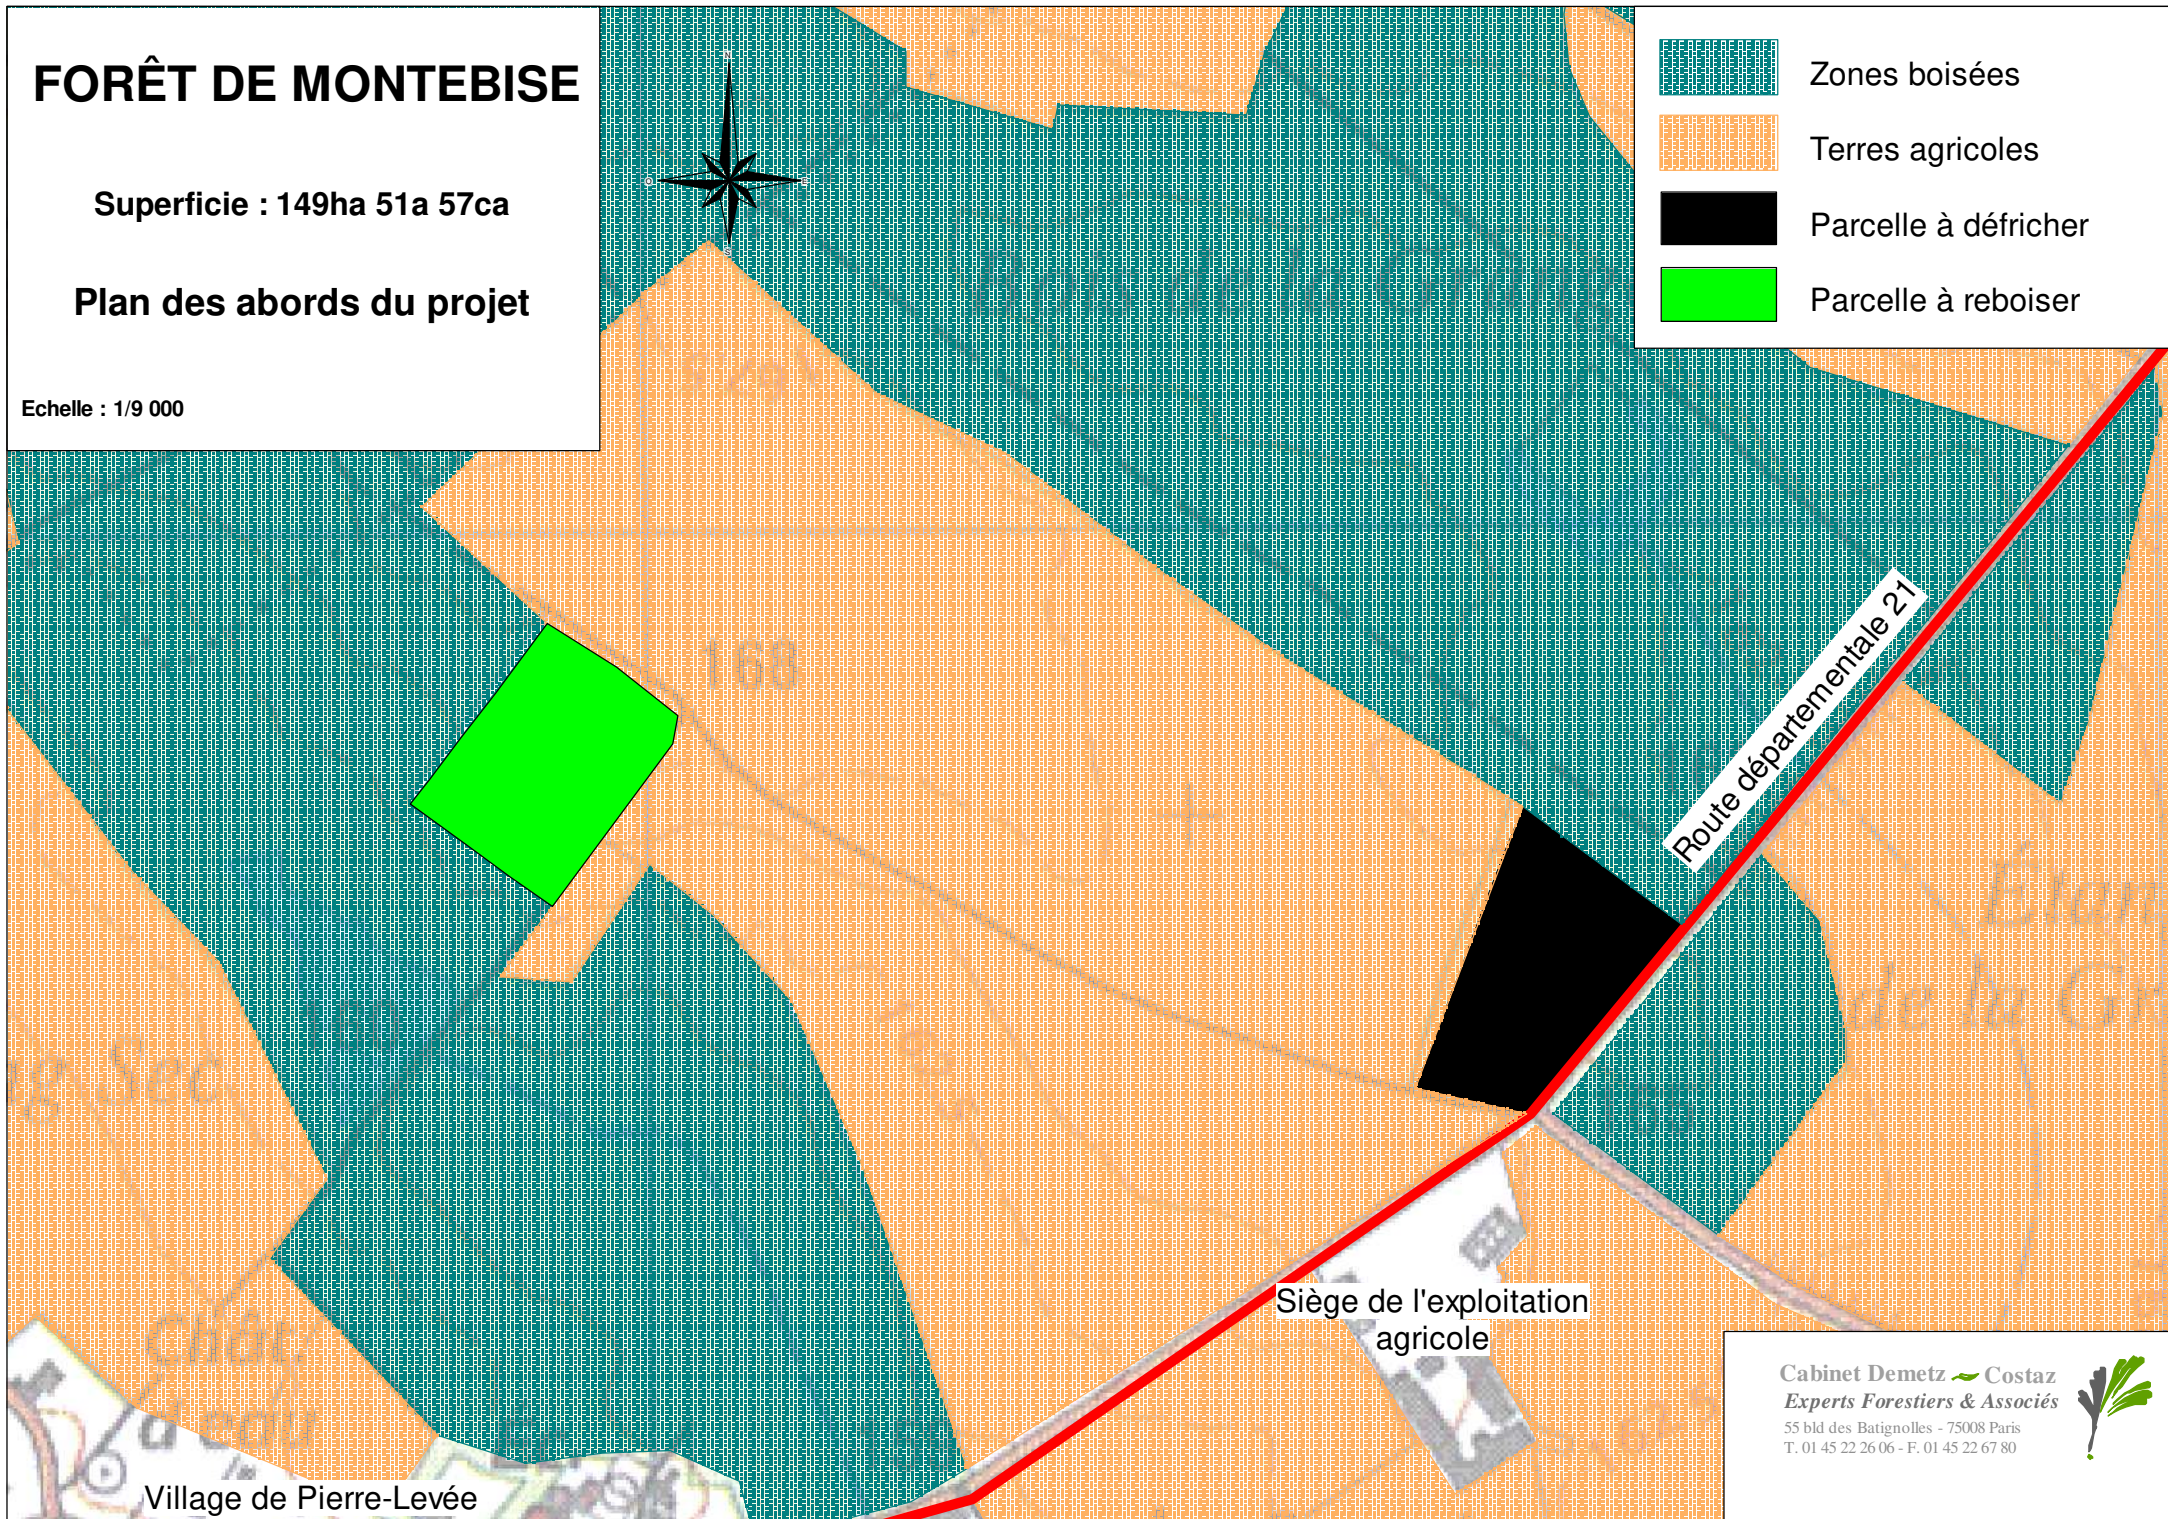 FORÊT DE MONTEBISE
Superficie : 149ha 51a 57ca
Plan des abords du projet
Echelle : 1/9 000
N
O
E
S
Zones boisées
Terres agricoles
Parcelle à défricher
Parcelle à reboiser
168
Route départementale 21
Siège de l'exploitation
agricole
Chât.
d'eau
Village de Pierre-Levée
Cabinet Demetz Costaz
Experts Forestiers & Associés
55 bld des Batignolles - 75008 Paris
T. 01 45 22 26 06 - F. 01 45 22 67 80